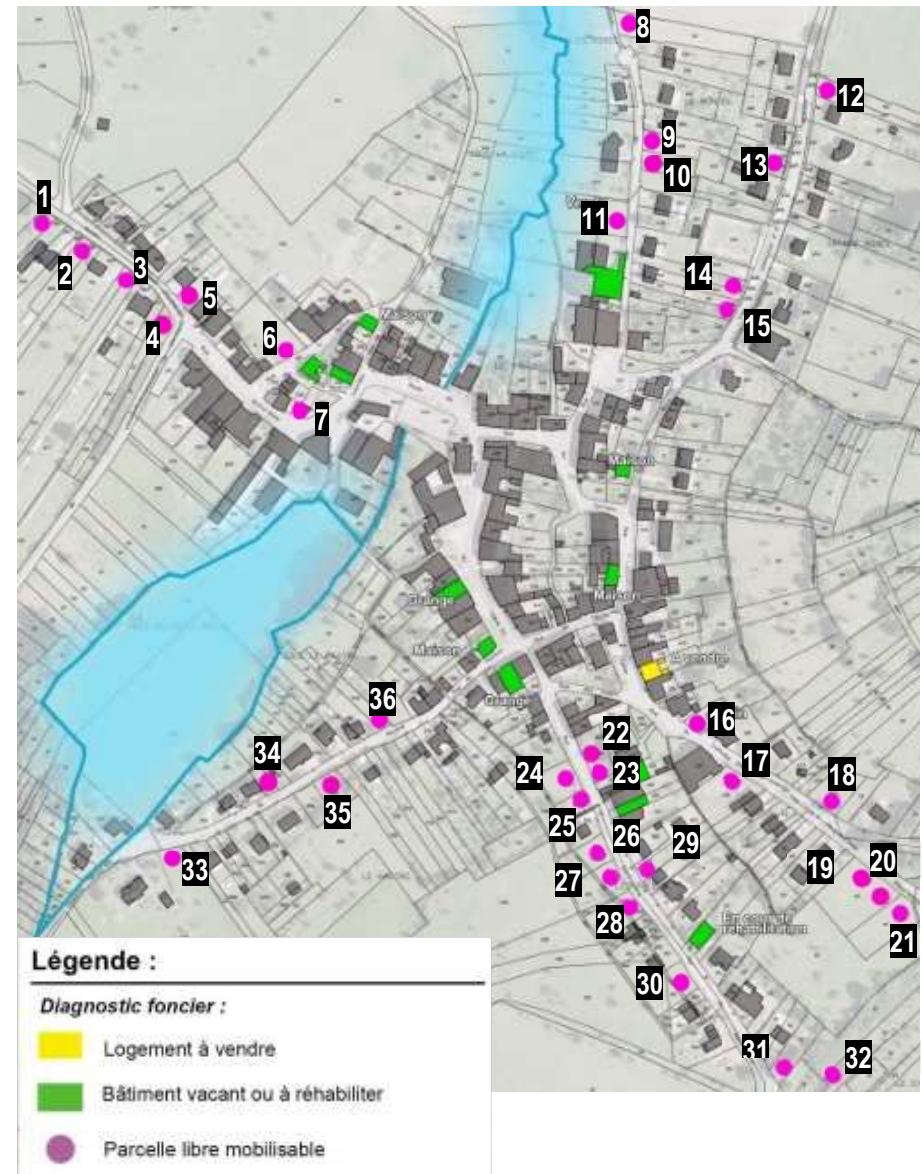 8
12
9
13
10
1
11
2
3
14
5
15
4
Maison
6
7
Maison
Maison
Grange
Maison
A vendre
Grange
36
16
22
34
24
23
17
18
35
25
26
29
19
20
33
27
21
28
En cours de
réhabilitation
30
31
32
Légende :
Diagnostic foncier :
Logement à vendre
Bâtiment vacant ou à réhabiliter
Parcelle libre mobilisable